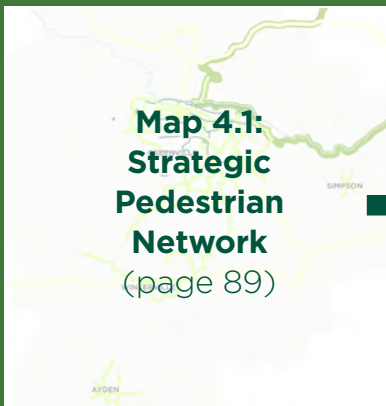 Map 4.1:
Strategic
Pedestrian
Network
(page 89)
SIMPSON
AYDEN